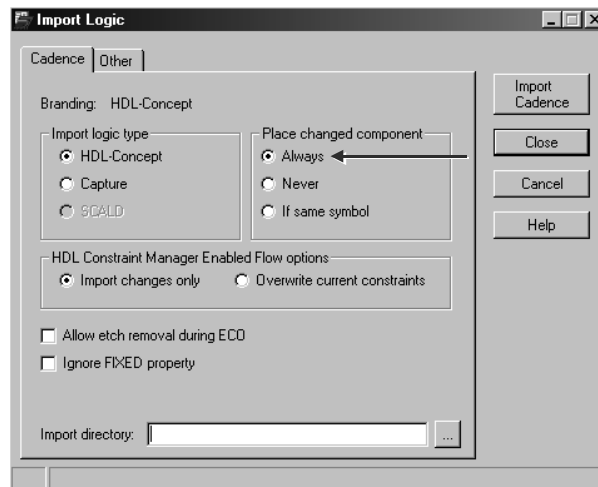 Import Logic
Cadence
Other
Branding: HDL-Concept
Import logic type
HDL-Concept
Capture
SCALD
Place changed component
Always
Never
If same symbol
HDL Constraint Manager Enabled Flow options
Import changes only
Overwrite current constraints
Allow etch removal during ECO
Ignore FIXED property
Import directory:
...
Import
Cadence
Close
Cancel
Help